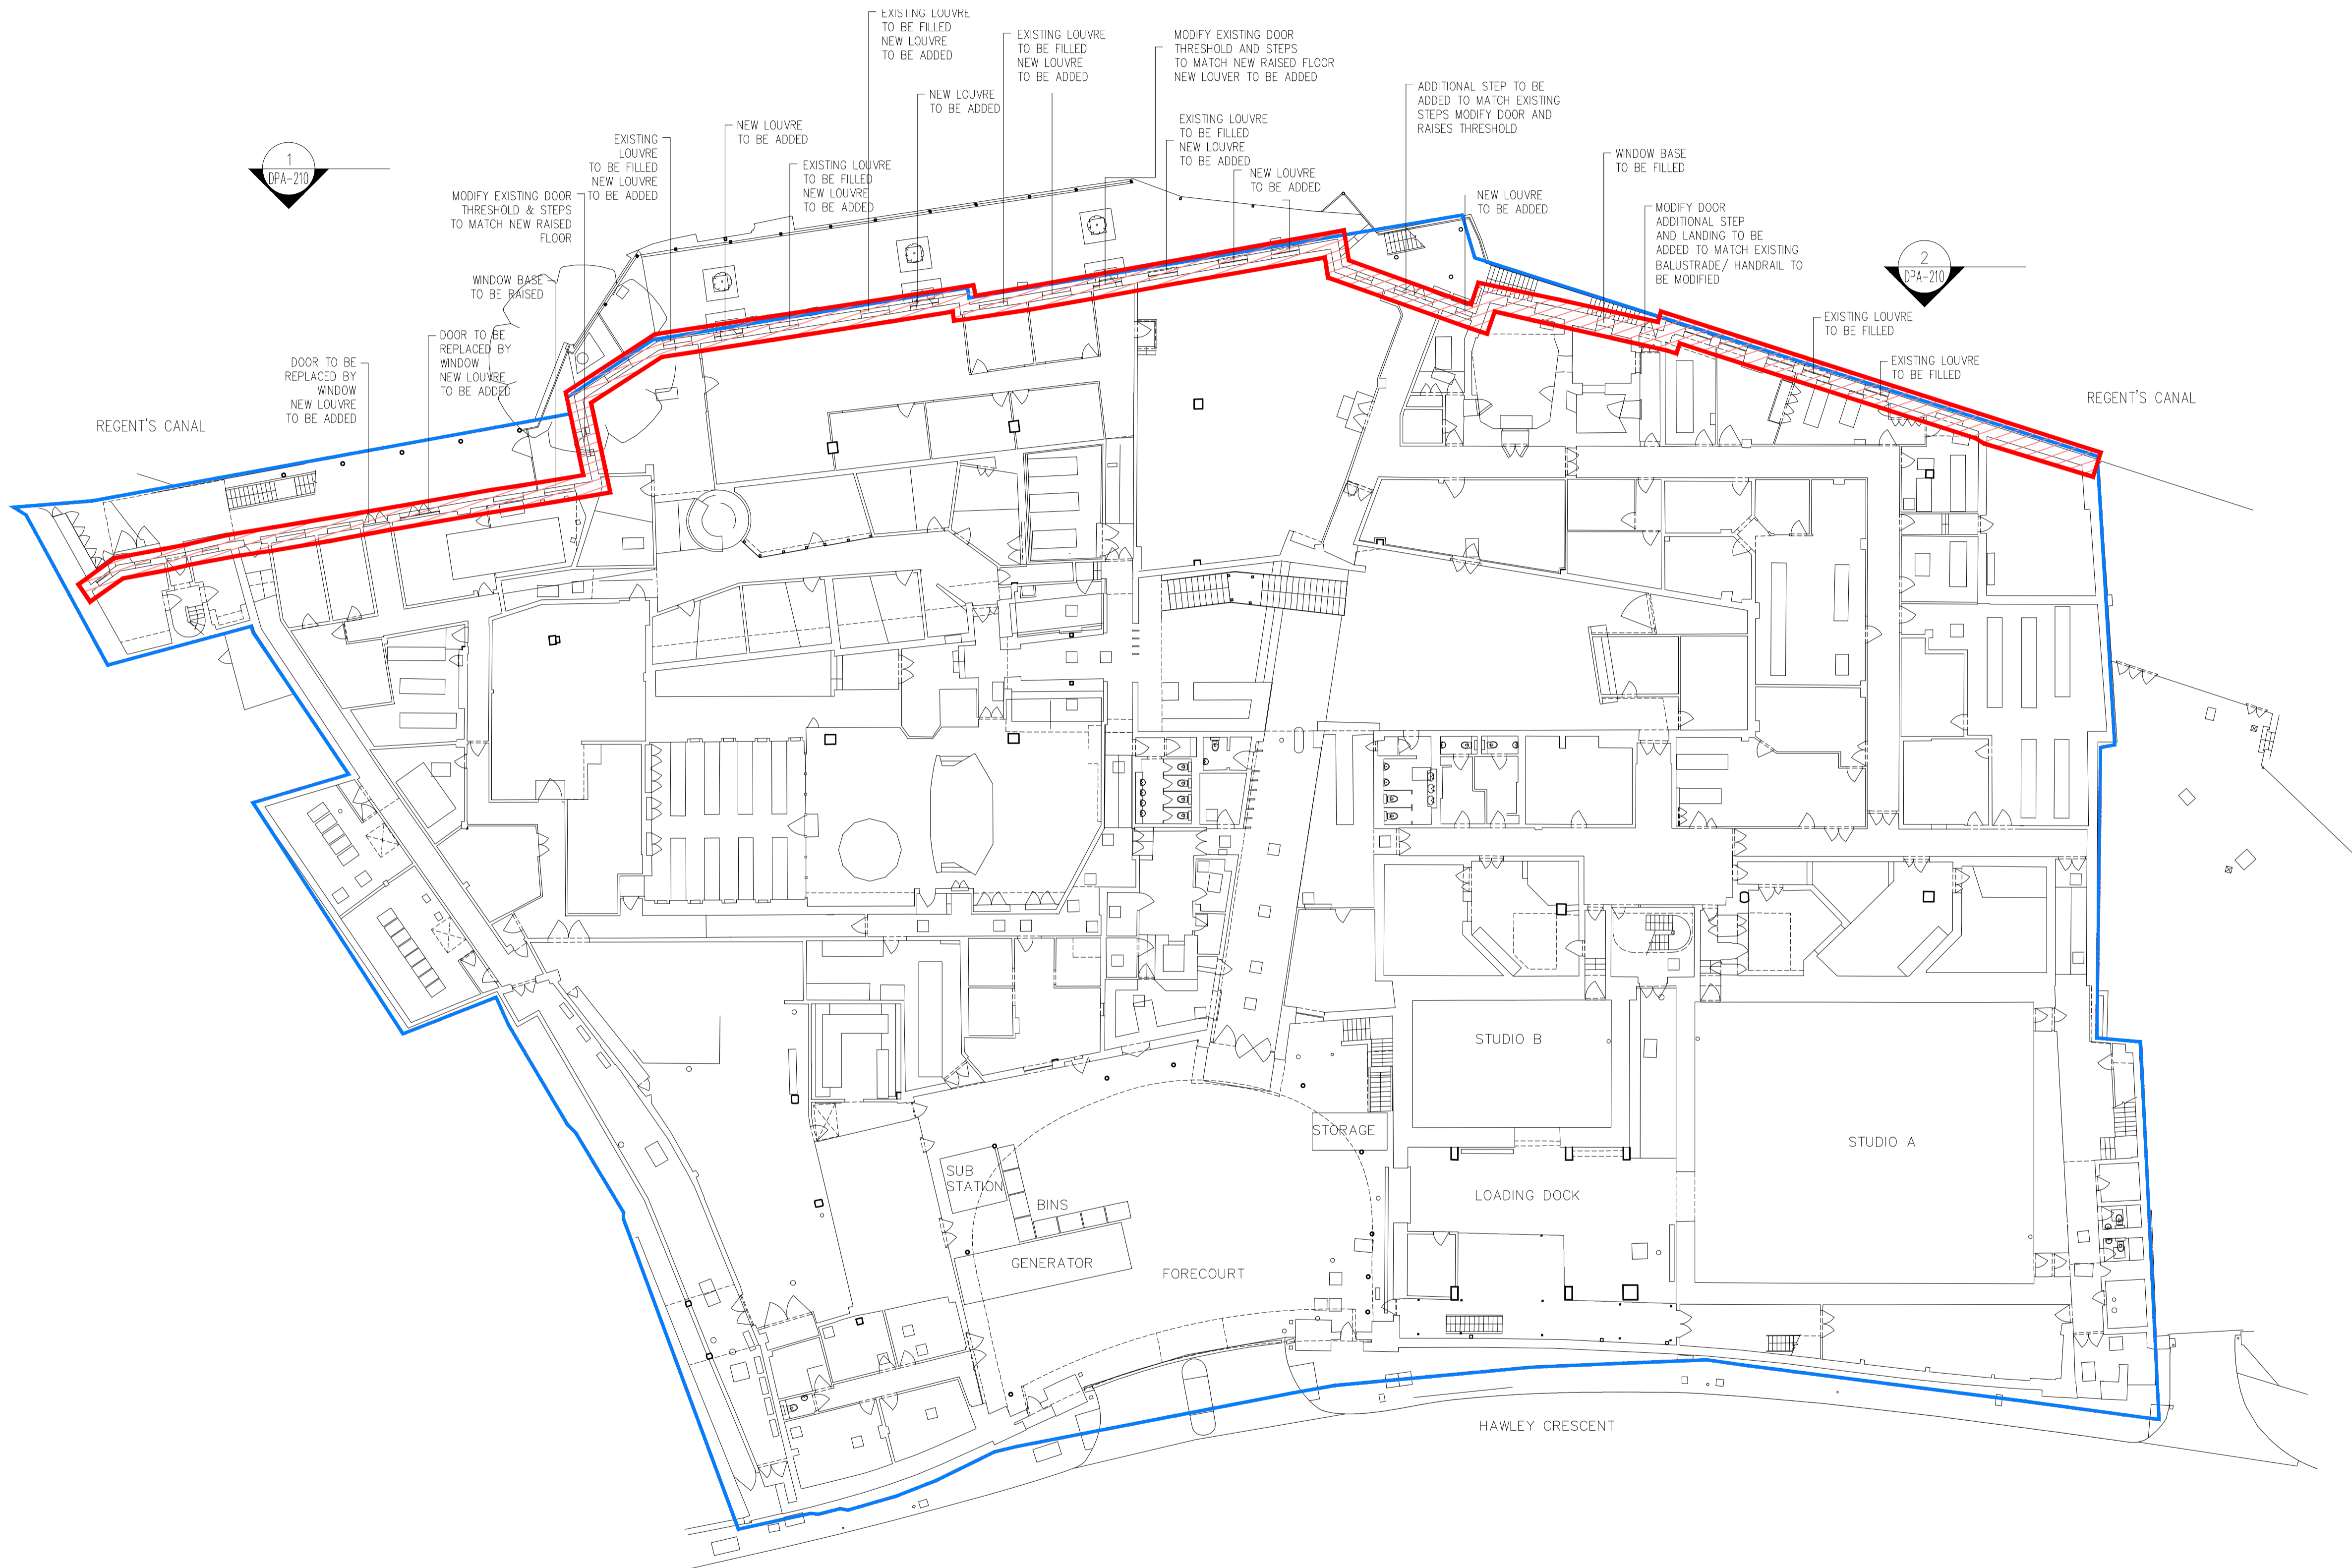 EXISTING LOUVRE
TO BE FILLED
NEW LOUVRE
TO BE ADDED
EXISTING LOUVRE
TO BE FILLED
NEW LOUVRE
TO BE ADDED
MODIFY EXISTING DOOR
THRESHOLD AND STEPS
TO MATCH NEW RAISED FLOOR
NEW LOUVER TO BE ADDED
NEW LOUVRE
TO BE ADDED
ADDITIONAL STEP TO BE
ADDED TO MATCH EXISTING
STEPS MODIFY DOOR AND
RAISES THRESHOLD
EXISTING LOUVRE
TO BE FILLED
NEW LOUVRE
TO BE ADDED
NEW LOUVRE
TO BE ADDED
NEW LOUVRE
TO BE ADDED
EXISTING
LOUVRE
TO BE FILLED
NEW LOUVRE
TO BE ADDED
EXISTING LOUVRE
TO BE FILLED
NEW LOUVRE
TO BE ADDED
1
DPA-210
MODIFY EXISTING DOOR
THRESHOLD & STEPS
TO MATCH NEW RAISED
FLOOR
WINDOW BASE
TO BE FILLED
NEW LOUVRE
TO BE ADDED
MODIFY DOOR
ADDITIONAL STEP
AND LANDING TO BE
ADDED TO MATCH EXISTING
BALUSTRADE/ HANDRAIL TO
BE MODIFIED
2
DPA-210
WINDOW BASE
TO BE RAISED
EXISTING LOUVRE
TO BE FILLED
DOOR TO BE
REPLACED BY
WINDOW
NEW LOUVRE
TO BE ADDED
DOOR TO BE
REPLACED BY
WINDOW
NEW LOUVRE
TO BE ADDED
EXISTING LOUVRE
TO BE FILLED
REGENT'S CANAL
REGENT'S CANAL
STUDIO B
STORAGE
STUDIO A
SUB
STATION
BINS
LOADING DOCK
GENERATOR
FORECOURT
HAWLEY CRESCENT